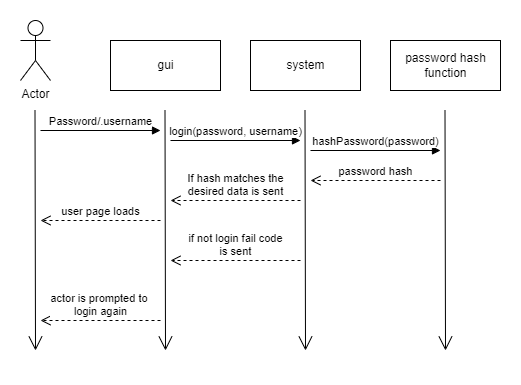 gui
system
password hash
function
Actor
Password/.username
login(password, username)
hashPassword(password)
password hash
If hash matches the
desired data is sent
user page loads
if not login fail code
is sent
actor is prompted to
login again